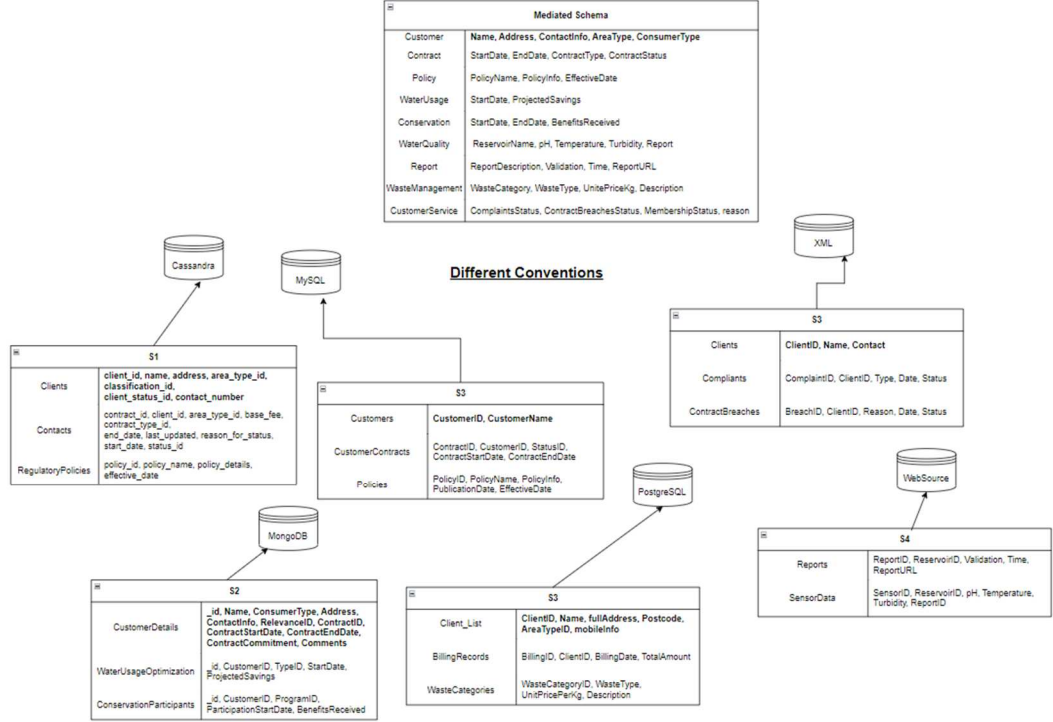 Mediated Schema
Customer
Name, Address, ContactInfo, AreaType, ConsumerType
Contract
StartDate, EndDate, ContractType, ContractStatus
Policy
PolicyName, PolicyInfo, EffectiveDate
WaterUsage
StartDate, ProjectedSavings
Conservation
StartDate, EndDate, BenefitsReceived
WaterQuality
ReservoirName, pH, Temperature, Turbidity, Report
Report
ReportDescription, Validation, Time, ReportURL
WasteManagement
WasteCategory, WasteType, UnitePriceKg, Description
CustomerService
ComplaintsStatus, ContractBreachesStatus, MembershipStatus, reason
Cassandra
MySQL
Different Conventions
XML
S1
Clients
client_id, name, address, area_type_id,
classification_id,
client_status_id, contact_number
Contacts
contract_id, client_id, area_type_id, base_fee,
contract_type_id,
end_date, last_updated, reason_for_status,
start_date, status_id
RegulatoryPolicies
policy_id, policy_name, policy_details,
effective_date
S3
Customers
CustomerID, CustomerName
CustomerContracts
ContractID, CustomerID, StatusID,
ContractStartDate, ContractEndDate
Policies
PolicyID, PolicyName, PolicyInfo,
PublicationDate, EffectiveDate
S3
Clients
ClientID, Name, Contact
Compliants
ComplaintID, ClientID, Type, Date, Status
ContractBreaches
BreachID, ClientID, Reason, Date, Status
MongoDB
PostgreSQL
WebSource
S2
CustomerDetails
_id, Name, ConsumerType, Address,
ContactInfo, RelevanceID, ContractID,
ContractStartDate, ContractEndDate,
ContractCommitment, Comments
WaterUsageOptimization
_id, CustomerID, TypeID, StartDate,
ProjectedSavings
ConservationParticipants
_id, CustomerID, ProgramID,
ParticipationStartDate, BenefitsReceived
S3
Client_List
ClientID, Name, fullAddress, Postcode,
AreaTypeID, mobileInfo
BillingRecords
BillingID, ClientID, BillingDate, TotalAmount
WasteCategories
WasteCategoryID, WasteType,
UnitPricePerKg, Description
S4
Reports
ReportID, ReservoirID, Validation, Time,
ReportURL
SensorData
SensorID, ReservoirID, pH, Temperature,
Turbidity, ReportID